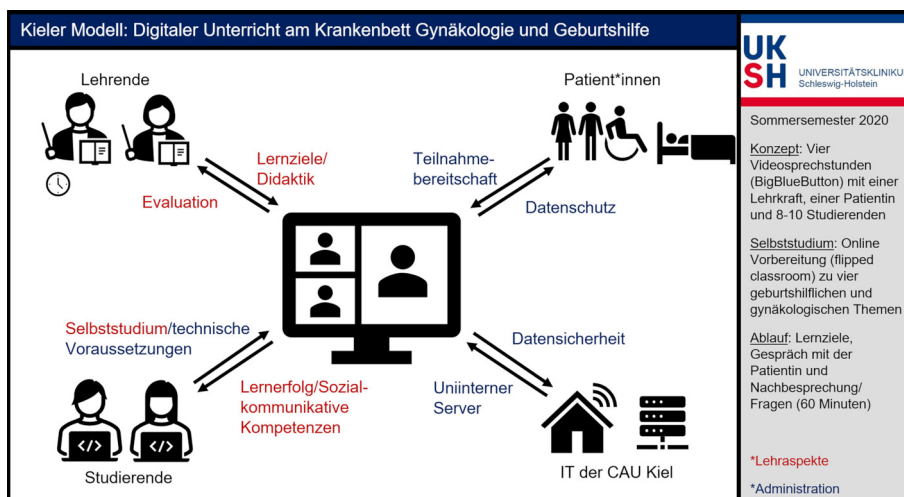 Kieler Modell: Digitaler Unterricht am Krankenbett Gynäkologie und Geburtshilfe
Lehrende
Patient*innen
Lernziele/
Didaktik
Evaluation
Teilnahme-
bereitschaft
Datenschutz
Selbststudium/technische
Voraussetzungen
Lernerfolg/Sozial-
kommunikative
Kompetenzen
Datensicherheit
Uniinterner
Server
</>
</>
Studierende
IT der CAU Kiel
UK
SH
UNIVERSITÄTSKLINIKU
Schleswig-Holstein
Sommersemester 2020
Konzept: Vier
Videosprechstunden
(BigBlueButton) mit einer
Lehrkraft, einer Patientin
und 8-10 Studierenden
Selbststudium: Online
Vorbereitung (flipped
classroom) zu vier
geburtshilflichen und
gynäkologischen Themen
Ablauf: Lernziele,
Gespräch mit der
Patientin und
Nachbesprechung/
Fragen (60 Minuten)
*Lehraspekte
*Administration